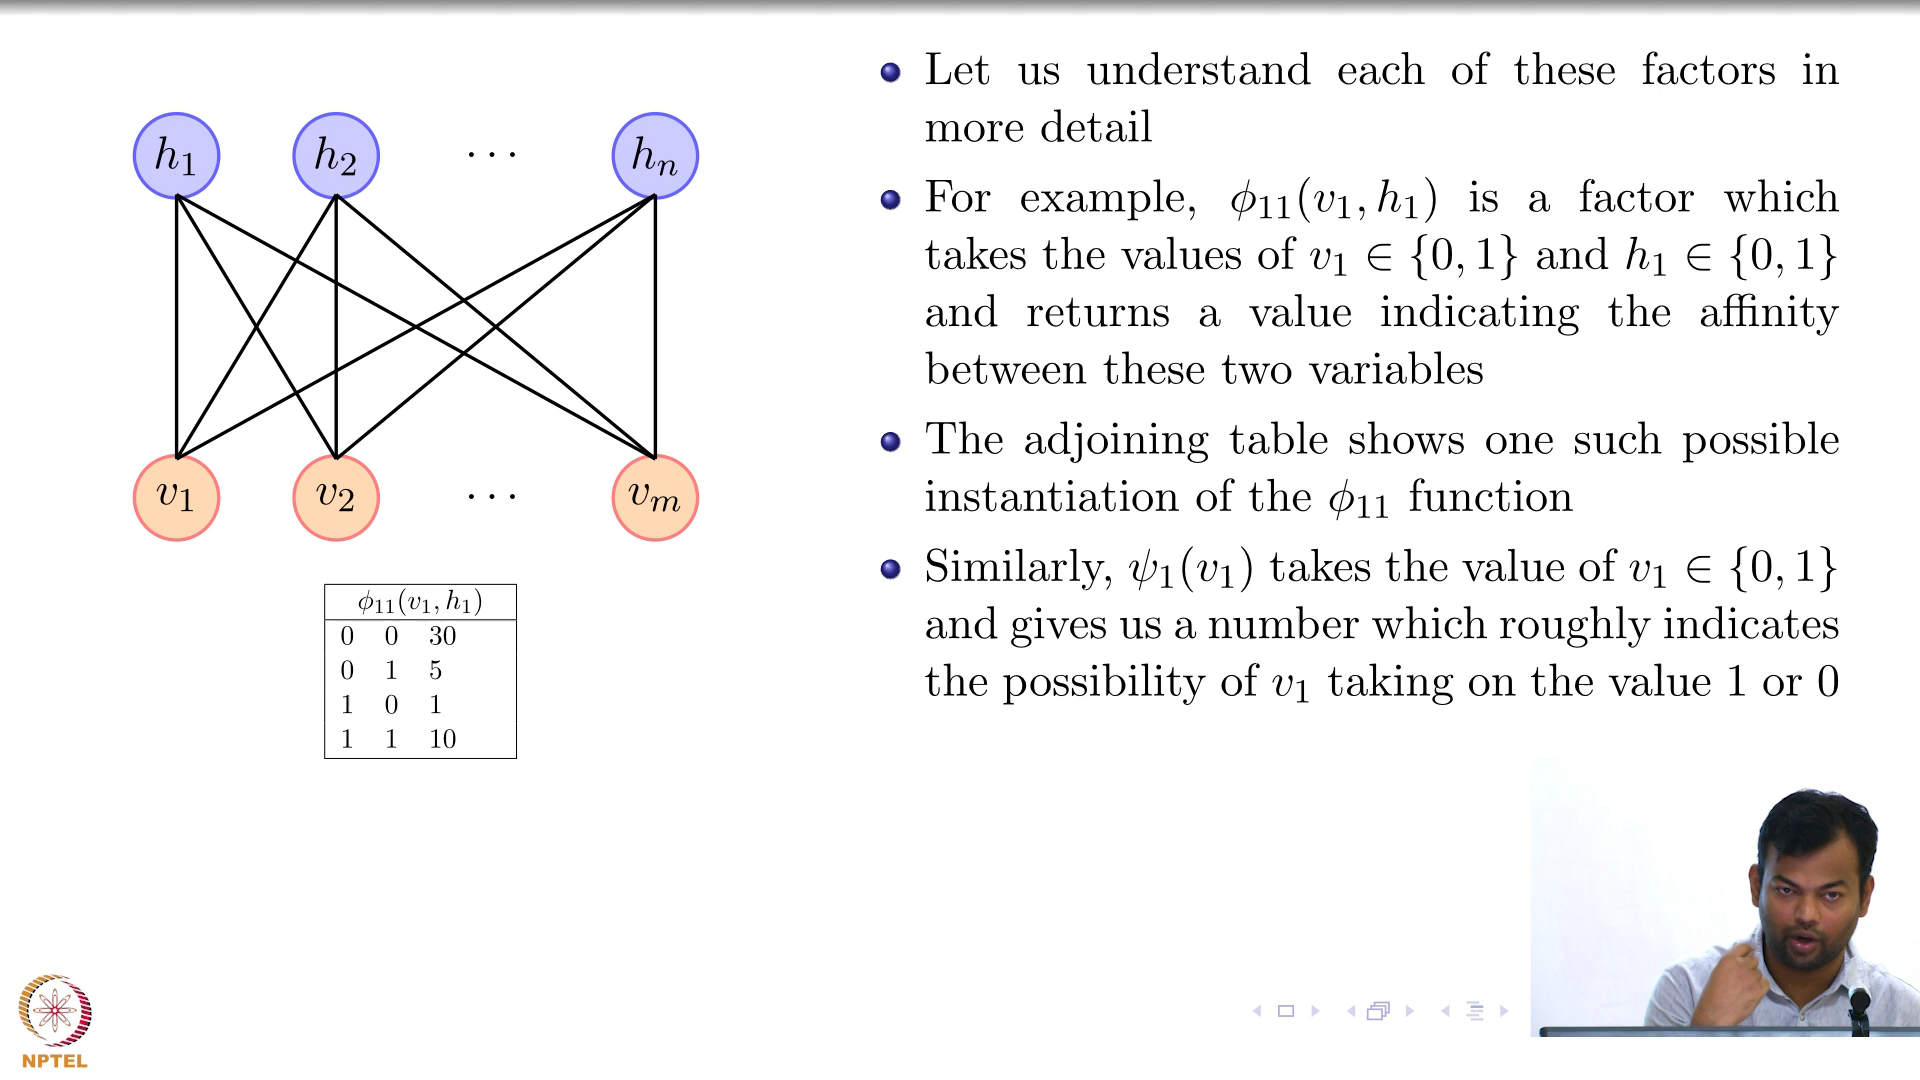 h₁ h₂ ⋯ hₙ
v₁ v₂ ⋯ vₘ
ϕ₁₁(v₁, h₁)
0 0 30
0 1 5
1 0 1
1 1 10
Let us understand each of these factors in
more detail
For example, ϕ₁₁(v₁, h₁) is a factor which
takes the values of v₁ ∈ {0, 1} and h₁ ∈ {0, 1}
and returns a value indicating the affinity
between these two variables
The adjoining table shows one such possible
instantiation of the ϕ₁₁ function
Similarly, ψ₁(v₁) takes the value of v₁ ∈ {0, 1}
and gives us a number which roughly indicates
the possibility of v₁ taking on the value 1 or 0
NPTEL